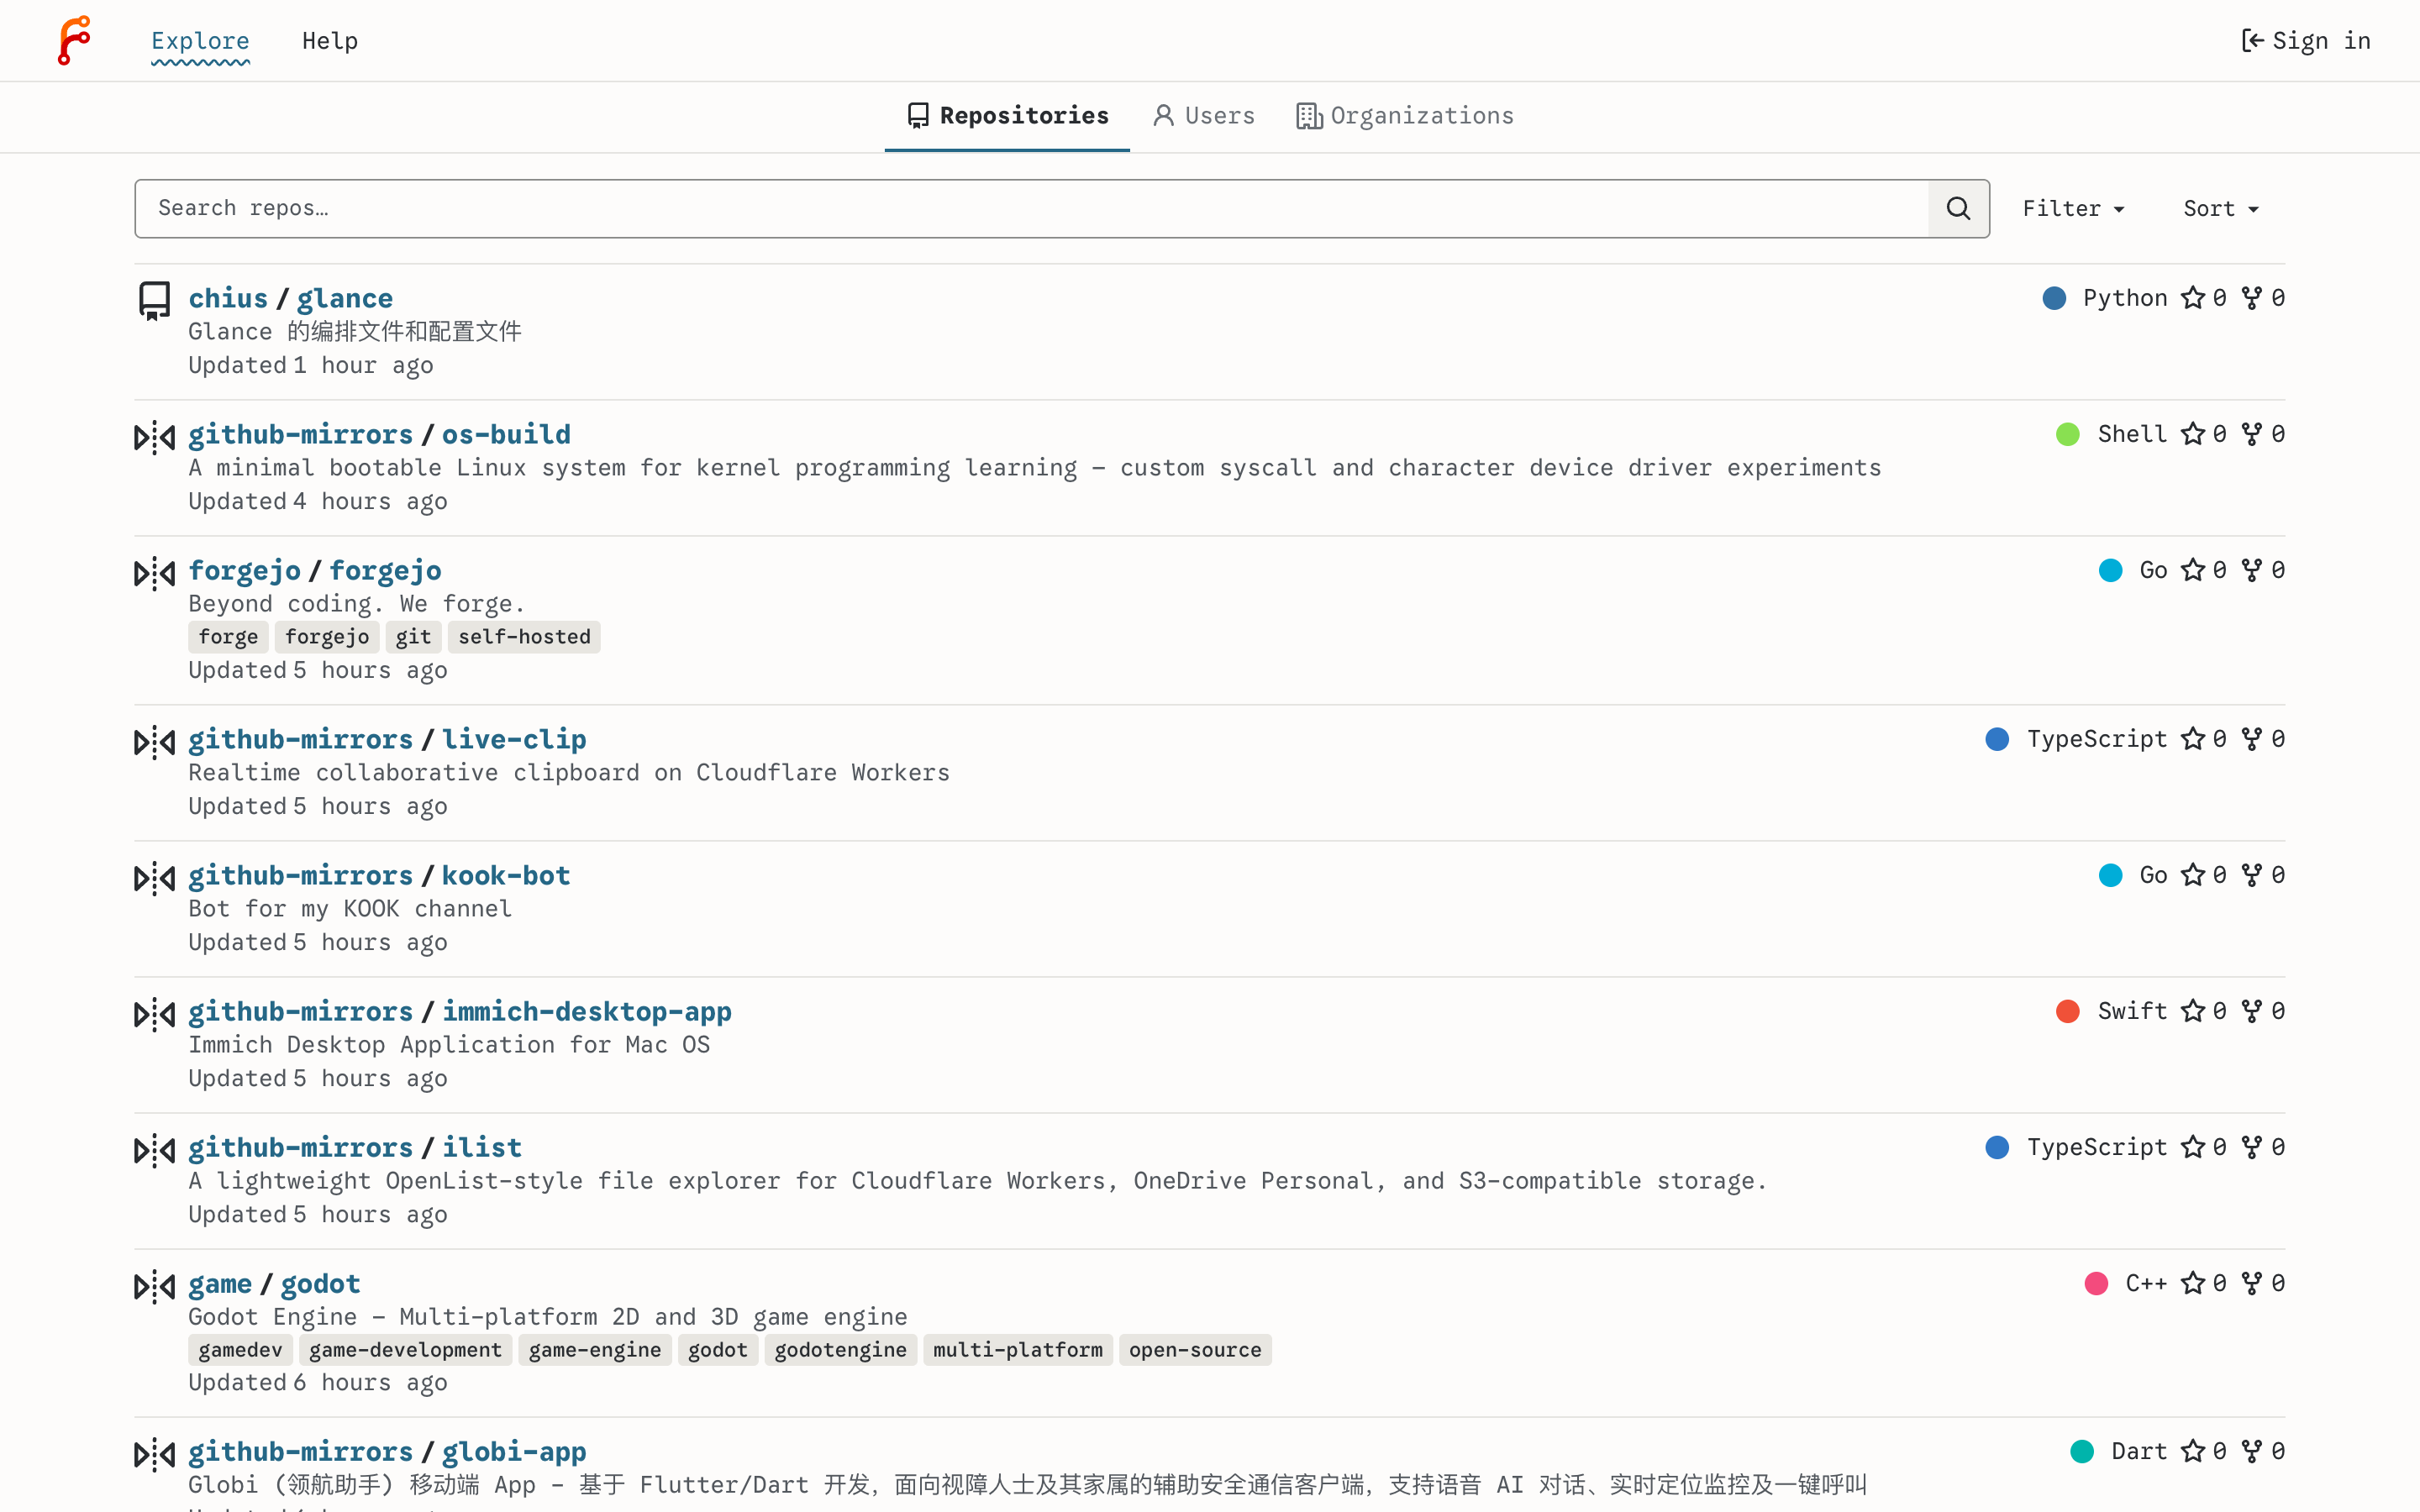 Explore Help Sign in
Repositories Users Organizations
Search repos… Filter Sort
chius / glance Python 0 0
Glance 的编排文件和配置文件
Updated 1 hour ago
github-mirrors / os-build Shell 0 0
A minimal bootable Linux system for kernel programming learning — custom syscall and character device driver experiments
Updated 4 hours ago
forgejo / forgejo Go 0 0
Beyond coding. We forge.
forge forgejo git self-hosted
Updated 5 hours ago
github-mirrors / live-clip TypeScript 0 0
Realtime collaborative clipboard on Cloudflare Workers
Updated 5 hours ago
github-mirrors / kook-bot Go 0 0
Bot for my KOOK channel
Updated 5 hours ago
github-mirrors / immich-desktop-app Swift 0 0
Immich Desktop Application for Mac OS
Updated 5 hours ago
github-mirrors / ilist TypeScript 0 0
A lightweight OpenList-style file explorer for Cloudflare Workers, OneDrive Personal, and S3-compatible storage.
Updated 5 hours ago
game / godot C++ 0 0
Godot Engine – Multi-platform 2D and 3D game engine
gamedev game-development game-engine godot godotengine multi-platform open-source
Updated 6 hours ago
github-mirrors / globi-app Dart 0 0
Globi (领航助手) 移动端 App - 基于 Flutter/Dart 开发，面向视障人士及其家属的辅助安全通信客户端，支持语音 AI 对话、实时定位监控及一键呼叫